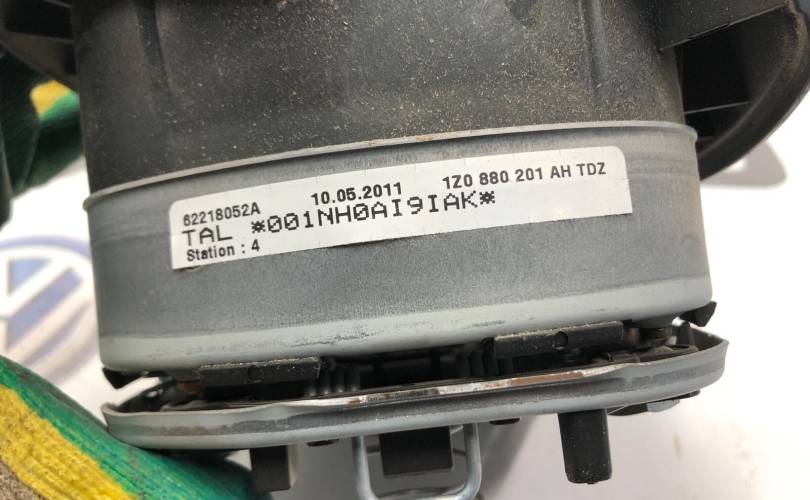 62218052A 10.05.2011 1Z0 880 201 AH TDZ
TAL *001NH0AI9IAK*
Station : 4